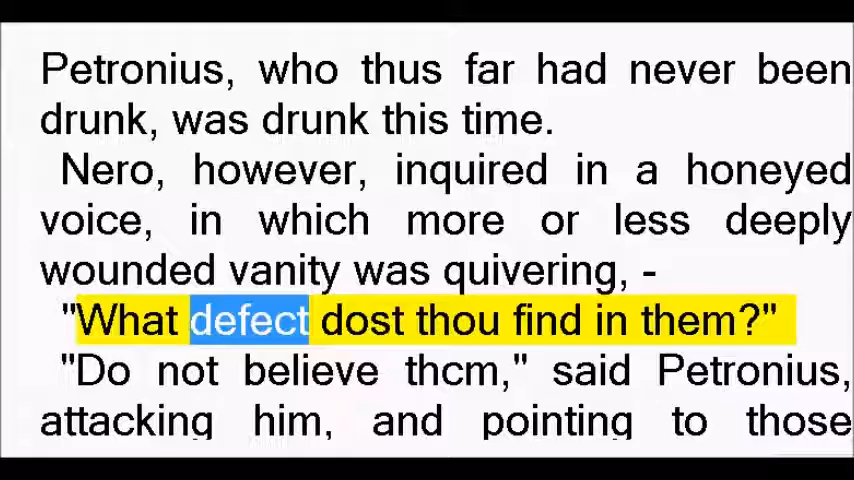 Petronius, who thus far had never been
drunk, was drunk this time.
Nero, however, inquired in a honeyed
voice, in which more or less deeply
wounded vanity was quivering, -
"What defect dost thou find in them?"
"Do not believe thcm," said Petronius,
attacking him, and pointing to those